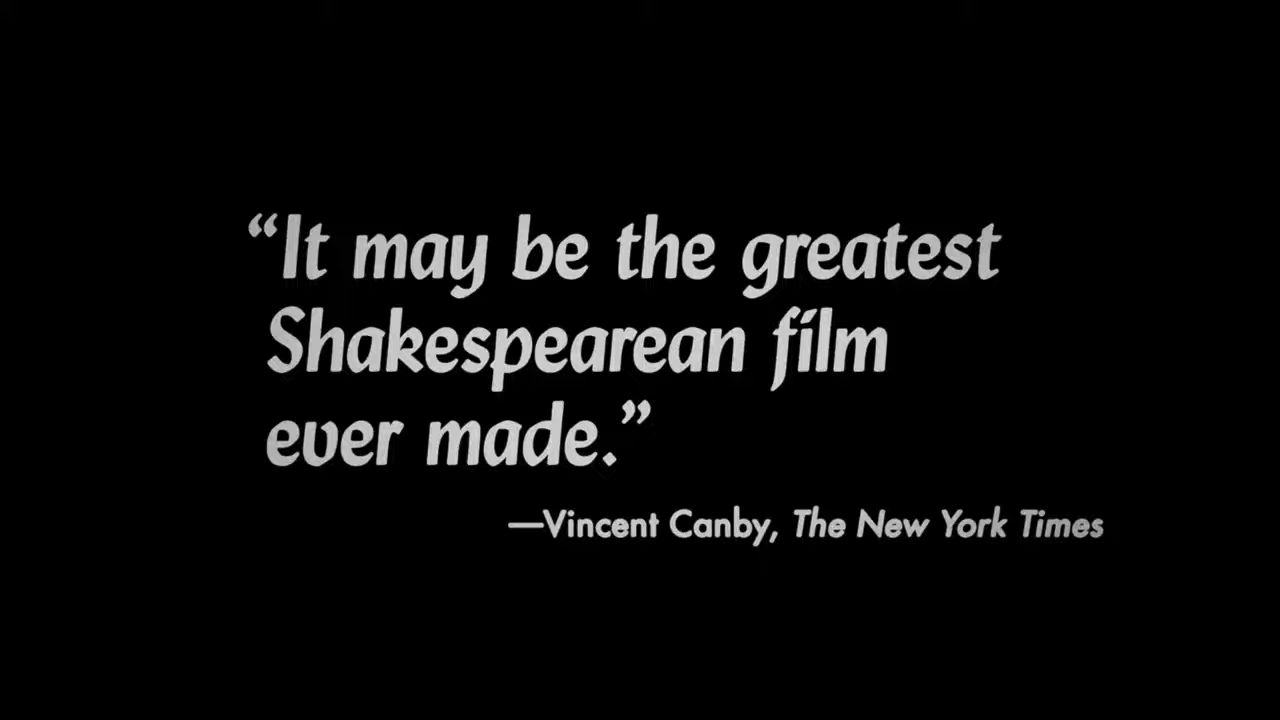 “It may be the greatest
Shakespearean film
ever made.”
—Vincent Canby, The New York Times